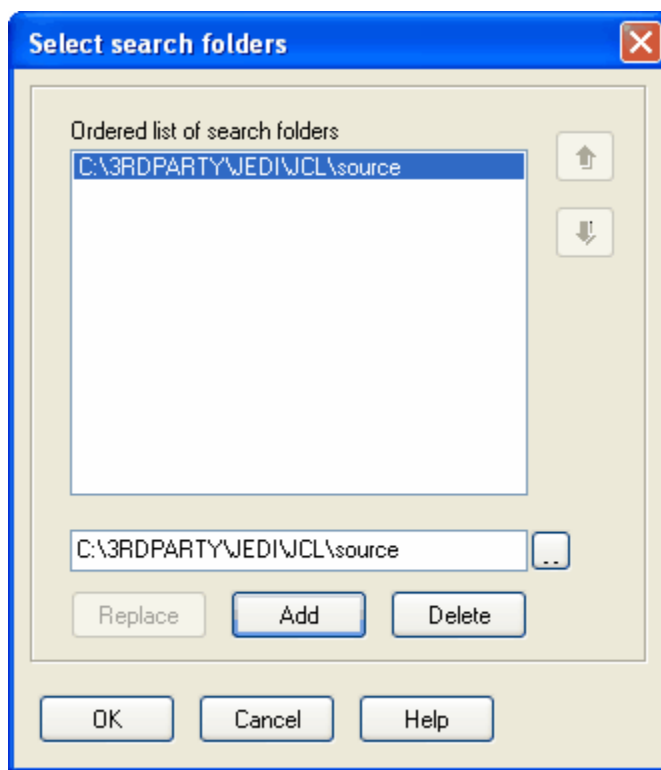 Select search folders
Ordered list of search folders
C:\3RDPARTY\JEDI\JCL\source
C:\3RDPARTY\JEDI\JCL\source
..
Replace Add Delete
OK Cancel Help